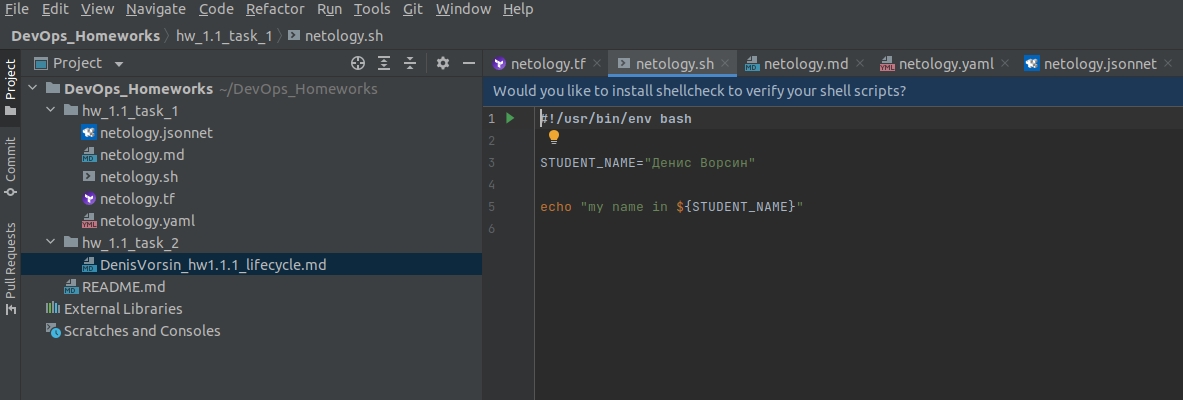 File Edit View Navigate Code Refactor Run Tools Git Window Help
DevOps_Homeworks hw_1.1_task_1 netology.sh
Project
Commit
Pull Requests
Project
DevOps_Homeworks ~/DevOps_Homeworks
hw_1.1_task_1
netology.jsonnet
netology.md
netology.sh
netology.tf
netology.yaml
hw_1.1_task_2
DenisVorsin_hw1.1.1_lifecycle.md
README.md
External Libraries
Scratches and Consoles
netology.tf netology.sh netology.md netology.yaml netology.jsonnet
Would you like to install shellcheck to verify your shell scripts?
1 #!/usr/bin/env bash
2
3 STUDENT_NAME="Денис Ворсин"
4
5 echo "my name in ${STUDENT_NAME}"
6